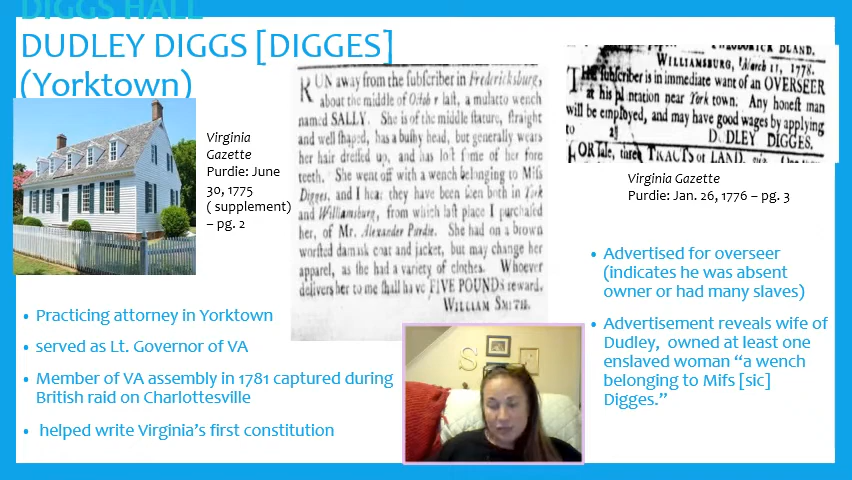 DIGGS HALL
DUDLEY DIGGS [DIGGES]
(Yorktown)
Virginia
Gazette
Purdie: June
30, 1775
( supplement)
– pg. 2
RUN away from the ſubſcriber in Frederickſburg,
about the middle of laſt, a mulatto wench
named SALLY. She is of the middle ſtature, ſtraight
and well ſhaped, has a buſhy head, but generally wears
her hair dreſſed up, and has loſt ſome of her fore
teeth. She went off with a wench belonging to Miſs
Digges, and I hear they have been ſeen both in York
and Williamſburg, from which laſt place I purchaſed
her, of Mr. Alexander Purdie. She had on a brown
worſted damask coat and jacket, but may change her
apparel, as ſhe had a variety of clothes. Whoever
delivers her to me ſhall have FIVE POUNDS reward.
WILLIAM SMITH.
BLAND.
WILLIAMSBURG, March 11, 1778.
THE ſubſcriber is in immediate want of an OVERSEER
at his near York town. Any honeſt man
will be employed, and may have good wages by applying
to
DUDLEY DIGGES.
FOR Sale, three TRACTS of LAND,
Virginia Gazette
Purdie: Jan. 26, 1776 – pg. 3
• Practicing attorney in Yorktown
• served as Lt. Governor of VA
• Member of VA assembly in 1781 captured during
British raid on Charlottesville
• helped write Virginia's first constitution
• Advertised for overseer
(indicates he was absent
owner or had many slaves)
• Advertisement reveals wife of
Dudley, owned at least one
enslaved woman “a wench
belonging to Mifs [sic]
Digges.”
S